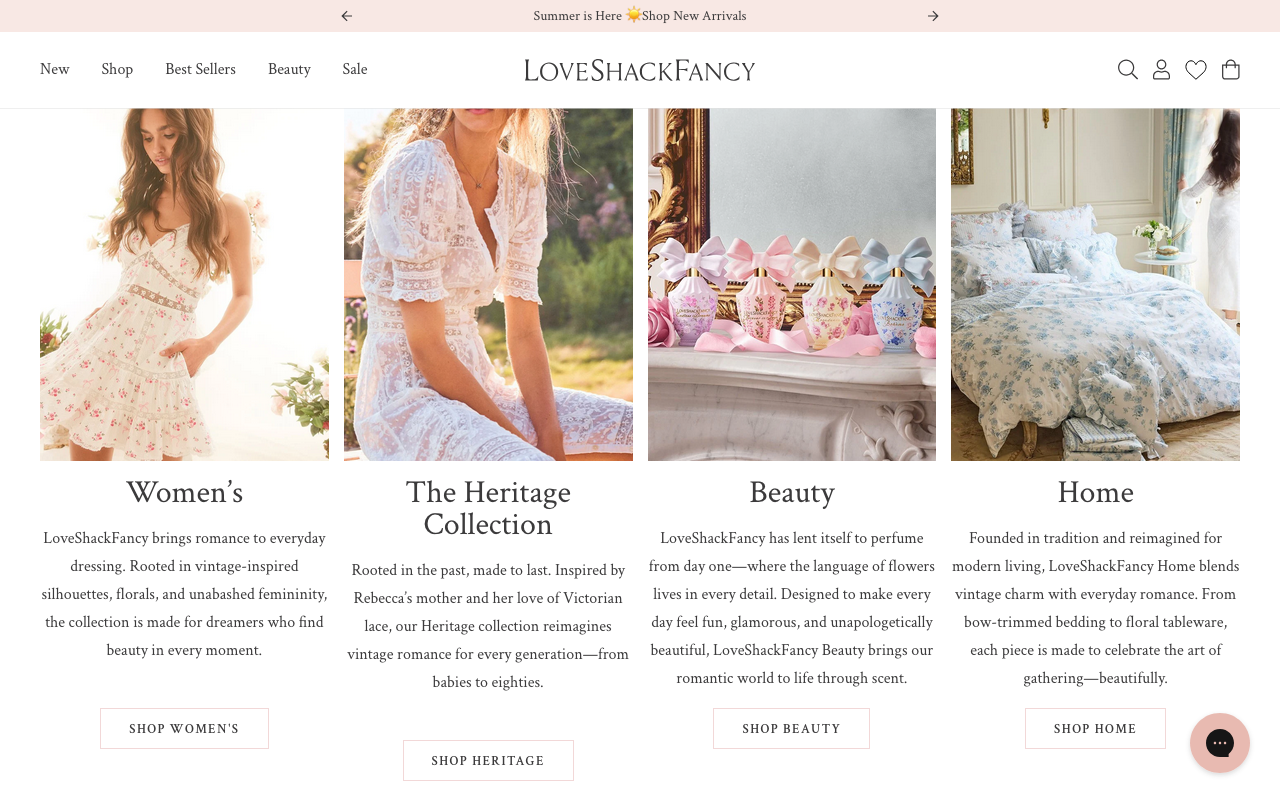 Summer is Here ☀️Shop New Arrivals
New Shop Best Sellers Beauty Sale
LOVESHACKFANCY
Women's
LoveShackFancy brings romance to everyday
dressing. Rooted in vintage-inspired
silhouettes, florals, and unabashed femininity,
the collection is made for dreamers who find
beauty in every moment.
SHOP WOMEN'S
The Heritage
Collection
Rooted in the past, made to last. Inspired by
Rebecca's mother and her love of Victorian
lace, our Heritage collection reimagines
vintage romance for every generation—from
babies to eighties.
SHOP HERITAGE
Beauty
LoveShackFancy has lent itself to perfume
from day one—where the language of flowers
lives in every detail. Designed to make every
day feel fun, glamorous, and unapologetically
beautiful, LoveShackFancy Beauty brings our
romantic world to life through scent.
SHOP BEAUTY
Home
Founded in tradition and reimagined for
modern living, LoveShackFancy Home blends
vintage charm with everyday romance. From
bow-trimmed bedding to floral tableware,
each piece is made to celebrate the art of
gathering—beautifully.
SHOP HOME